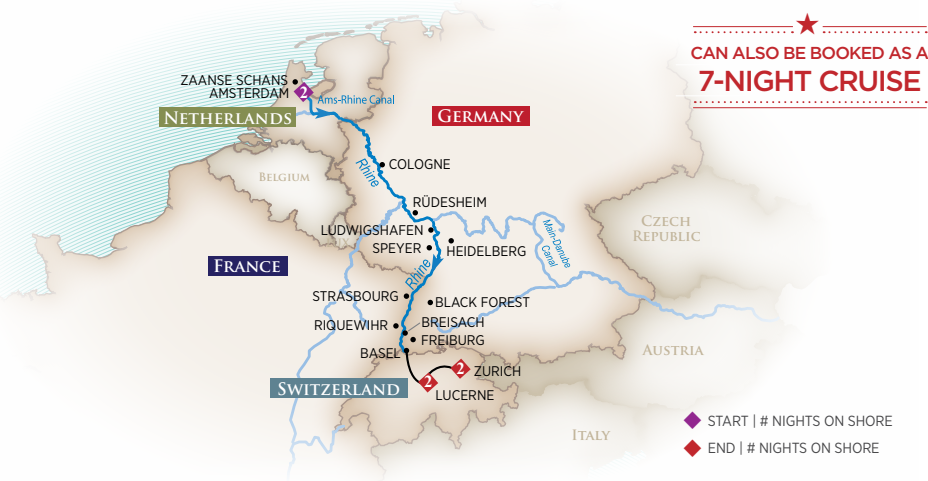 CAN ALSO BE BOOKED AS A
7-NIGHT CRUISE
ZAANSE SCHANS
AMSTERDAM
2
Ams-Rhine Canal
NETHERLANDS
GERMANY
BELGIUM
COLOGNE
Rhine
RÜDESHEIM
LUDWIGSHAFEN
SPEYER
HEIDELBERG
Main-Danube
Canal
CZECH
REPUBLIC
FRANCE
Rhine
STRASBOURG
BLACK FOREST
RIQUEWIHR
BREISACH
FREIBURG
BASEL
AUSTRIA
2
ZURICH
2
LUCERNE
SWITZERLAND
ITALY
START | # NIGHTS ON SHORE
END | # NIGHTS ON SHORE